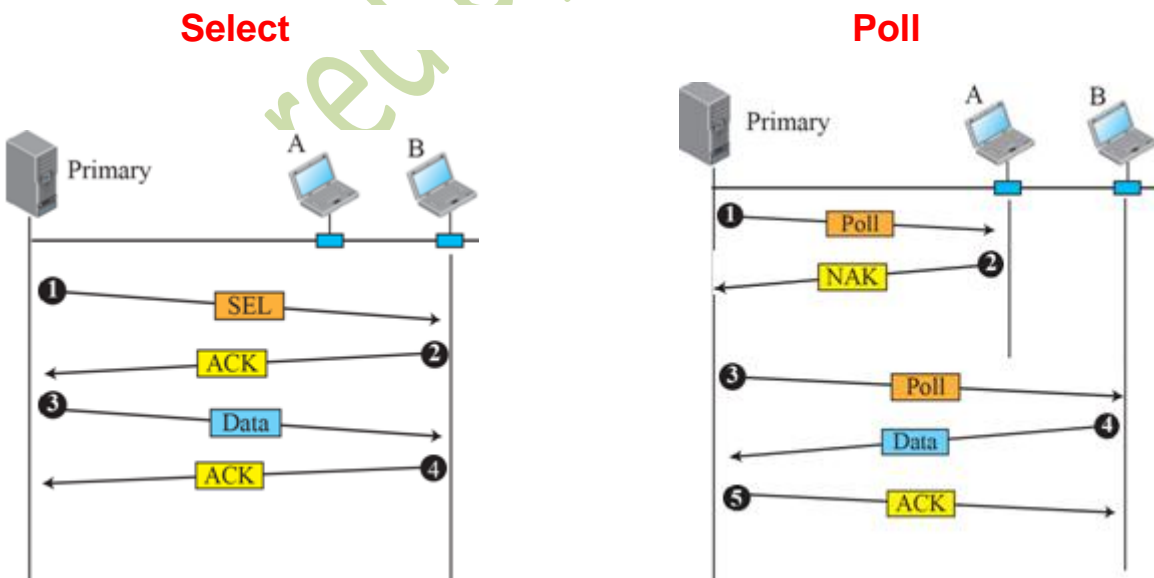 Select
Primary
A
B
1
SEL
2
ACK
3
Data
4
ACK
Poll
Primary
A
B
1
Poll
2
NAK
3
Poll
4
Data
5
ACK